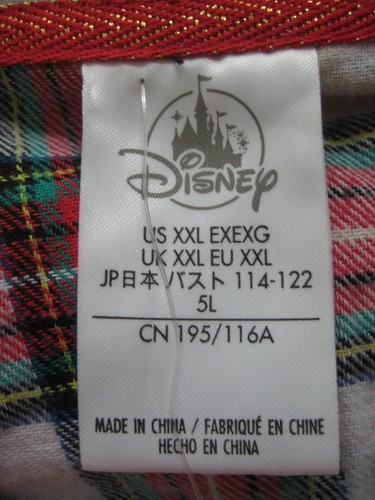 Disney
US XXL EXEXG
UK XXL EU XXL
JP日本 バスト 114-122
5L
CN 195/116A
MADE IN CHINA / FABRIQUÉ EN CHINE
HECHO EN CHINA